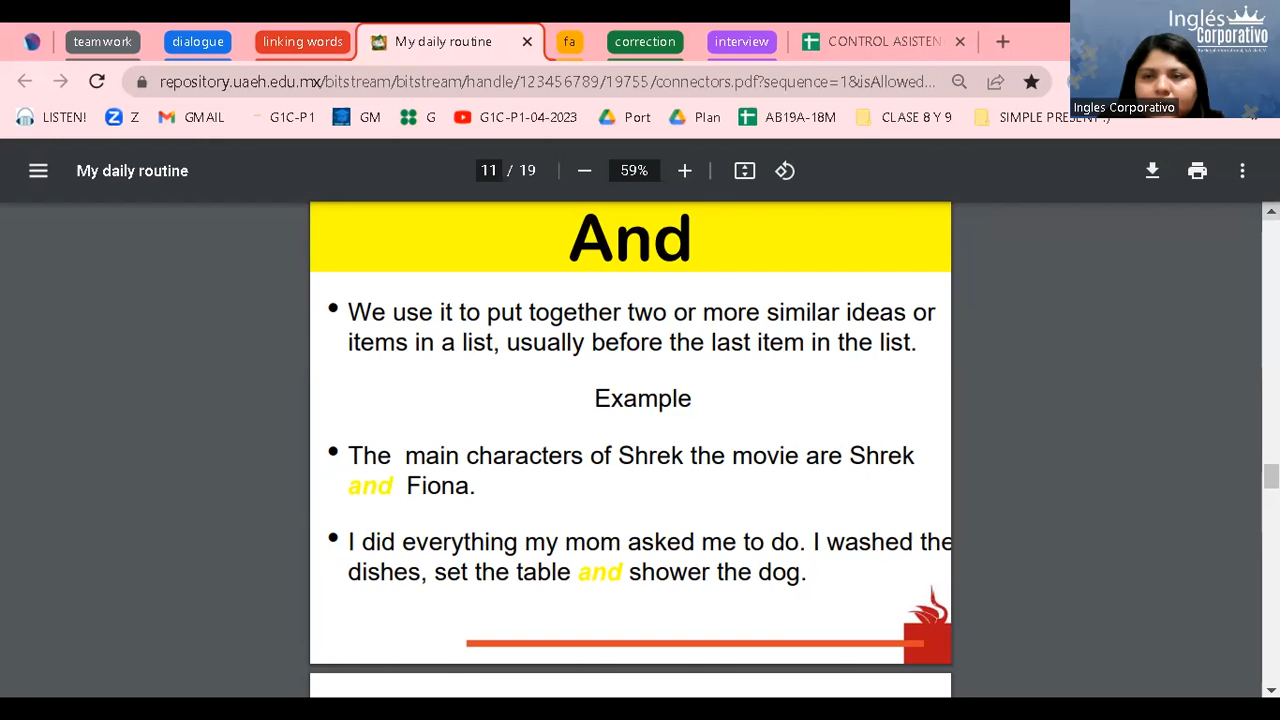 teamwork
dialogue
linking words
My daily routine
fa
correction
interview
CONTROL ASISTEN
Inglés
Corporativo
Ingles Corporativo
repository.uaeh.edu.mx/bitstream/bitstream/handle/123456789/19755/connectors.pdf?sequence=1&isAllowed...
LISTEN!
Z
GMAIL
G1C-P1
GM
G
G1C-P1-04-2023
Port
Plan
AB19A-18M
CLASE 8 Y 9
SIMPLE PRESENT :)
My daily routine
11 / 19
59%
And
• We use it to put together two or more similar ideas or
items in a list, usually before the last item in the list.
Example
• The main characters of Shrek the movie are Shrek
and Fiona.
• I did everything my mom asked me to do. I washed the
dishes, set the table and shower the dog.